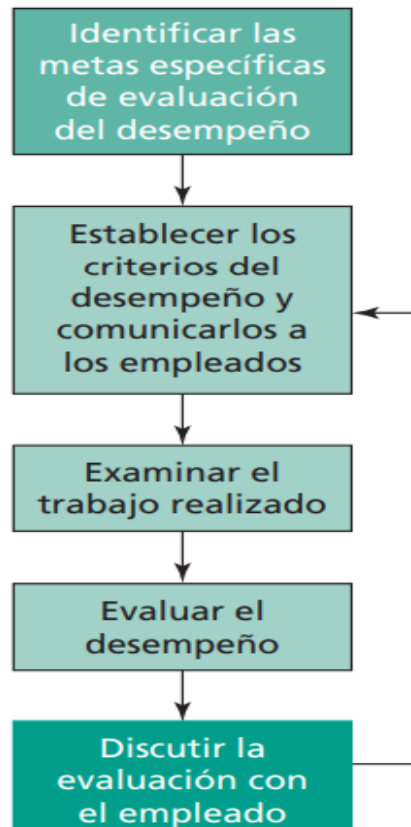 Identificar las
metas específicas
de evaluación
del desempeño
Establecer los
criterios del
desempeño y
comunicarlos a
los empleados
Examinar el
trabajo realizado
Evaluar el
desempeño
Discutir la
evaluación con
el empleado